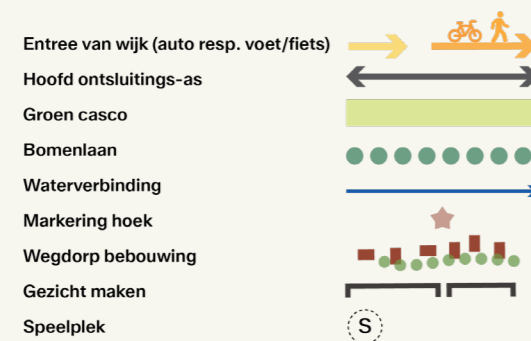 Entree van wijk (auto resp. voet/fiets)
Hoofd ontsluitings-as
Groen casco
Bomenlaan
Waterverbinding
Markering hoek
Wegdorp bebouwing
Gezicht maken
Speelplek S